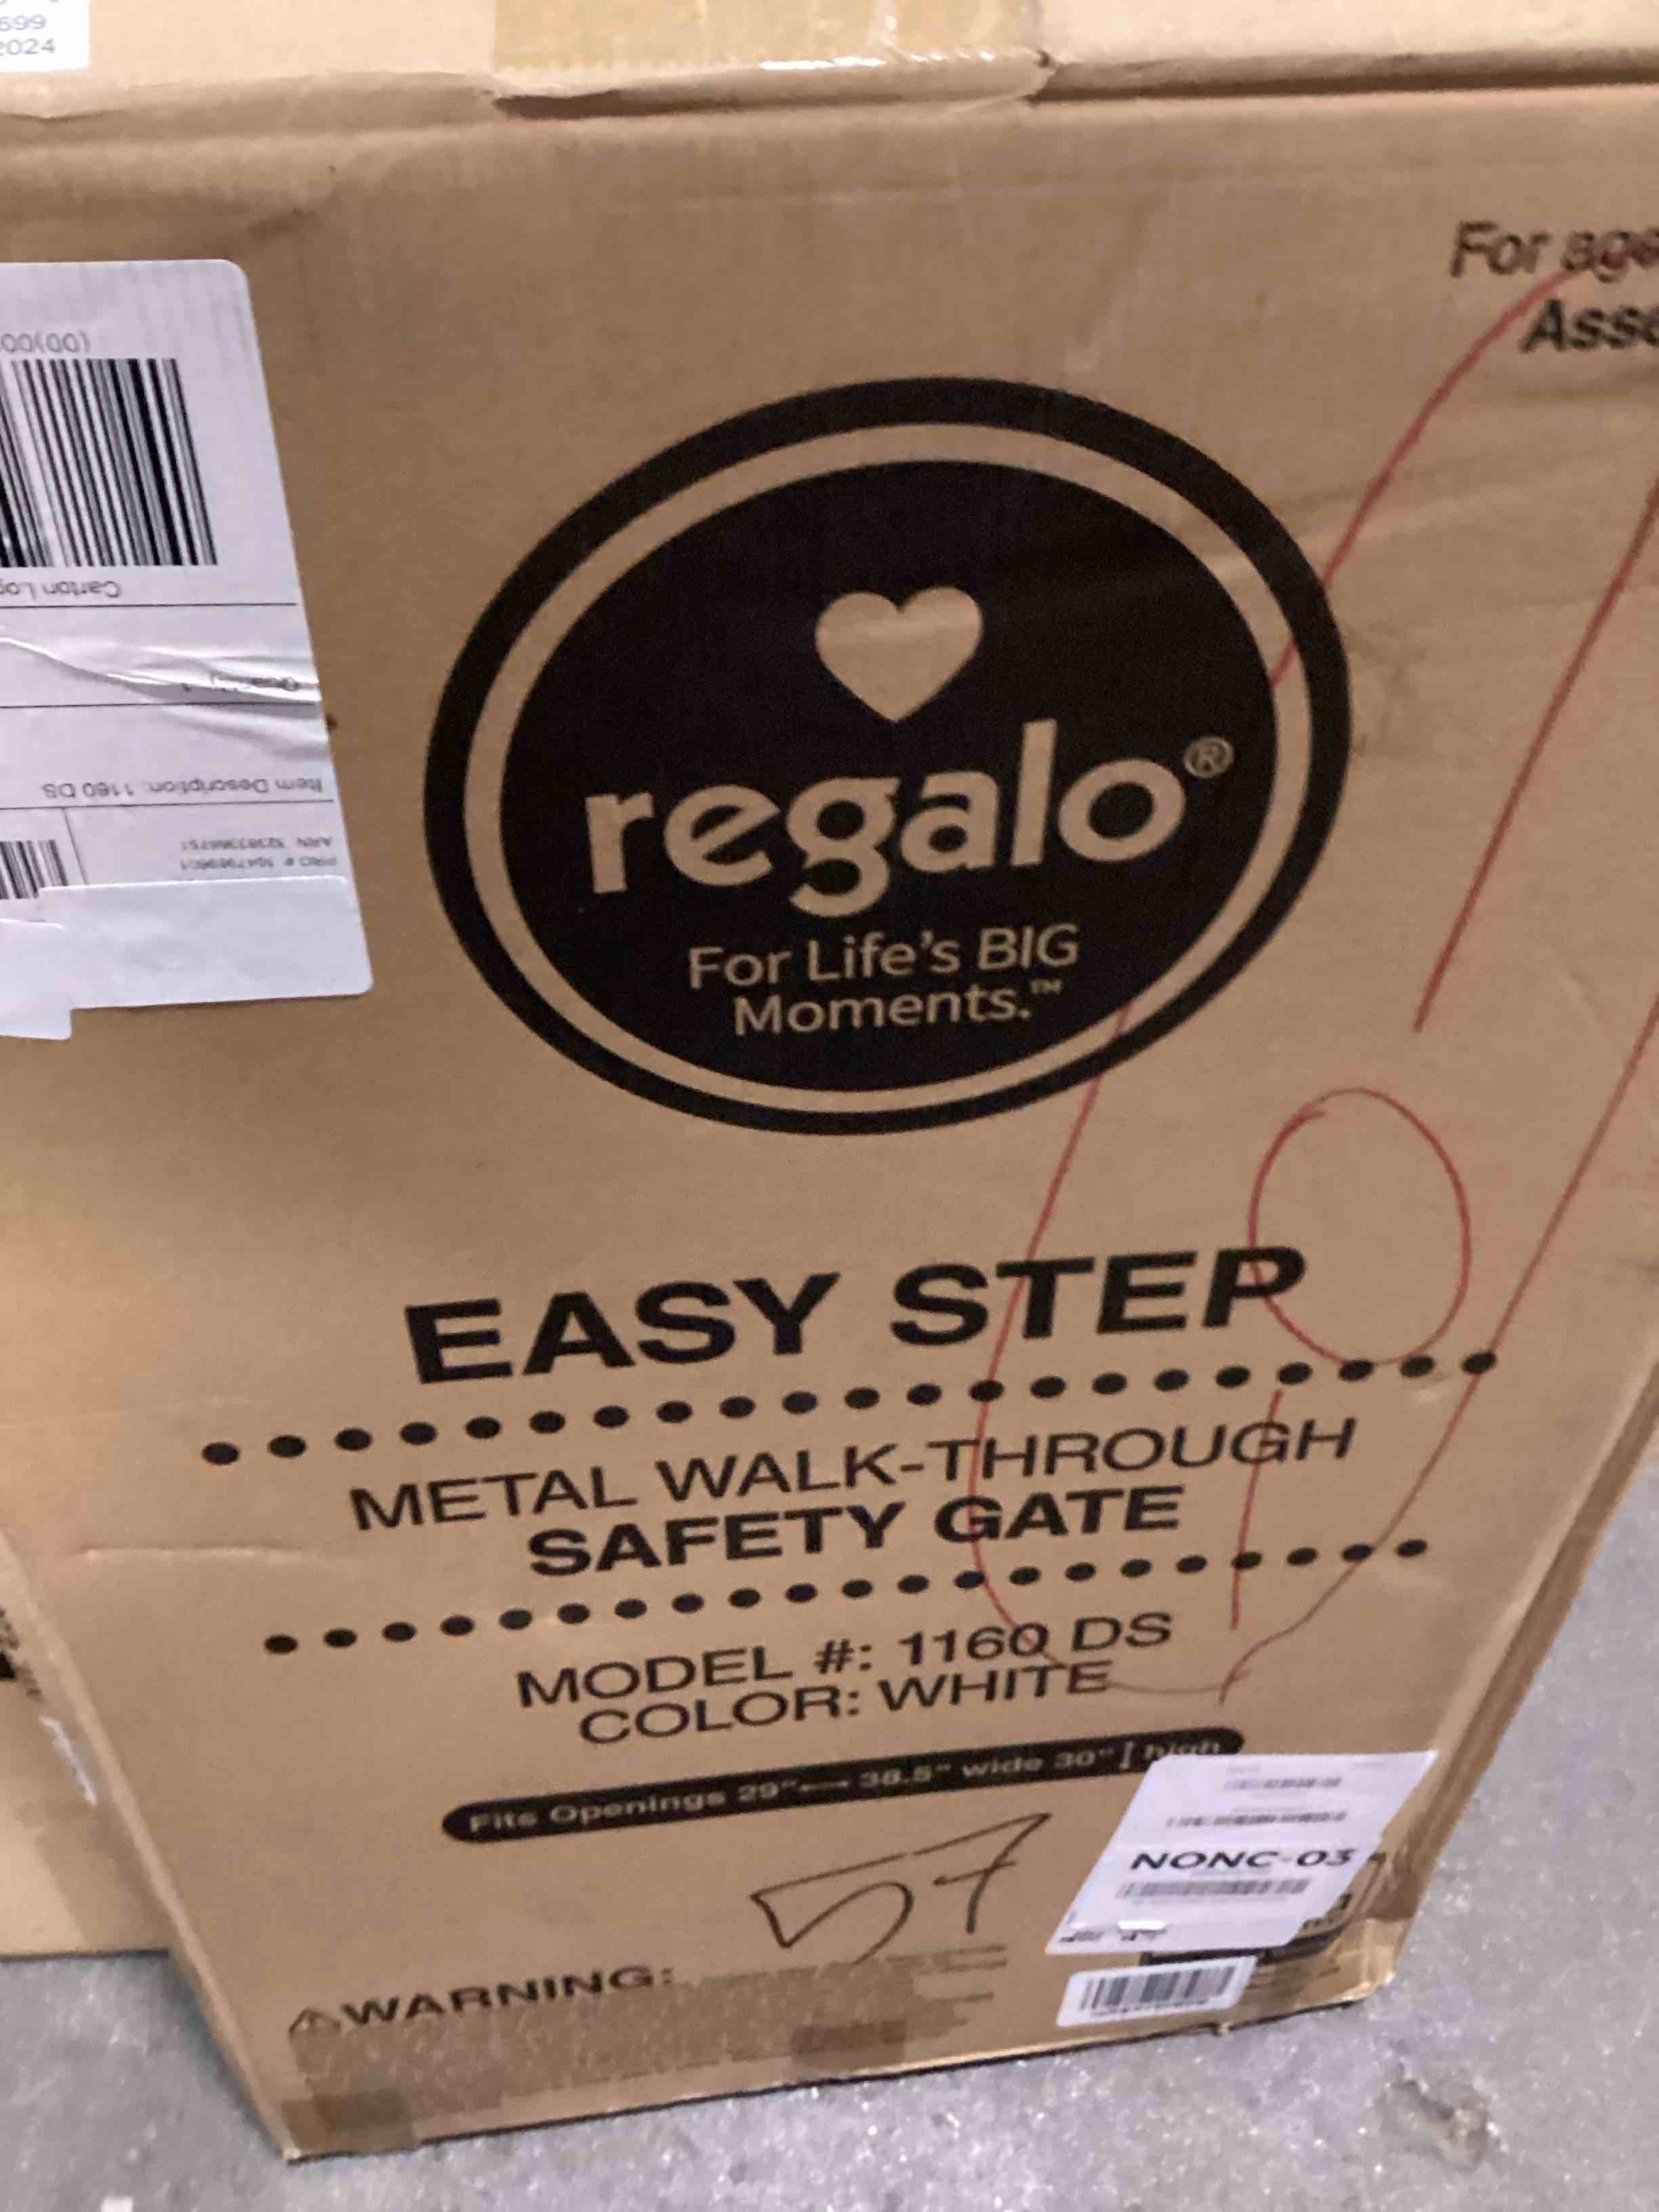 699
2024
For age
Asse
(00)00
Carton
Item Description: 1160 DS
regalo®
For Life's BIG
Moments.™
EASY STEP
METAL WALK-THROUGH
SAFETY GATE
MODEL #: 1160 DS
COLOR: WHITE
Fits Openings 29" 38.5" wide 30" high
57
NONC-03
⚠WARNING: